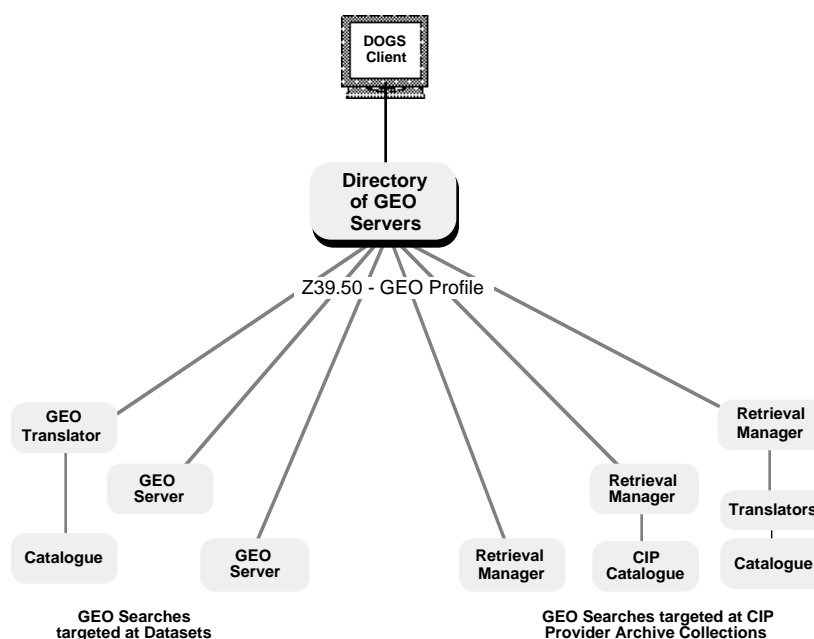 DOGS
Client
Directory
of GEO
Servers
Z39.50 - GEO Profile
GEO
Translator
Catalogue
GEO
Server
GEO
Server
Retrieval
Manager
Retrieval
Manager
CIP
Catalogue
Retrieval
Manager
Translators
Catalogue
GEO Searches
targeted at Datasets
GEO Searches targeted at CIP
Provider Archive Collections